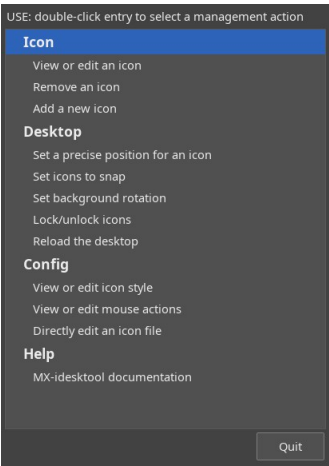 USE: double-click entry to select a management action
Icon
View or edit an icon
Remove an icon
Add a new icon
Desktop
Set a precise position for an icon
Set icons to snap
Set background rotation
Lock/unlock icons
Reload the desktop
Config
View or edit icon style
View or edit mouse actions
Directly edit an icon file
Help
MX-idesktool documentation
Quit